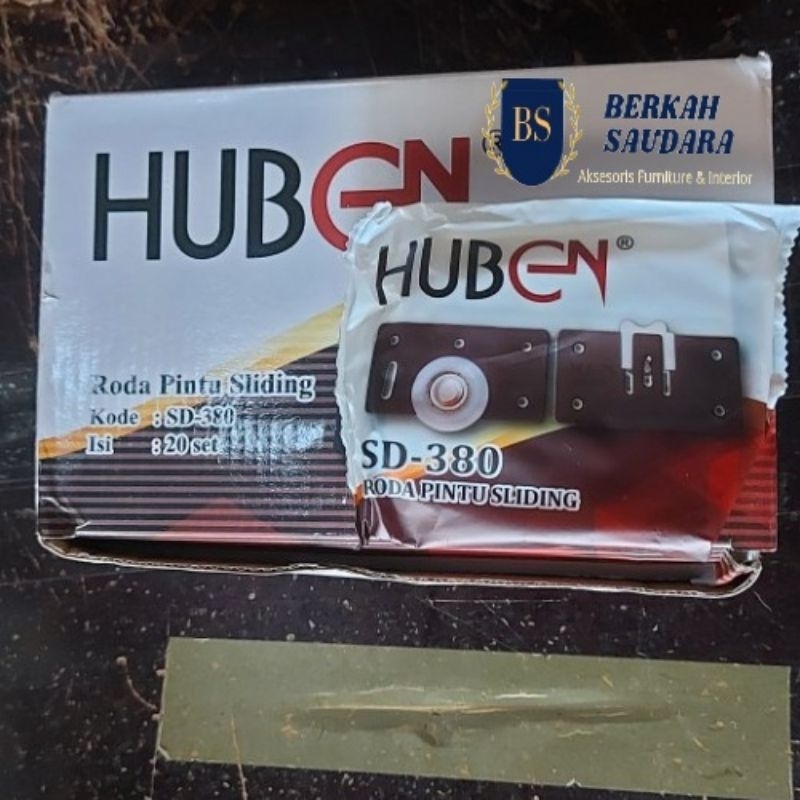 BS
BERKAH
SAUDARA
Aksesoris Furniture & Interior
HUBEN®
Roda Pintu Sliding
Kode : SD-380
Isi : 20 set
HUBEN®
SD-380
RODA PINTU SLIDING